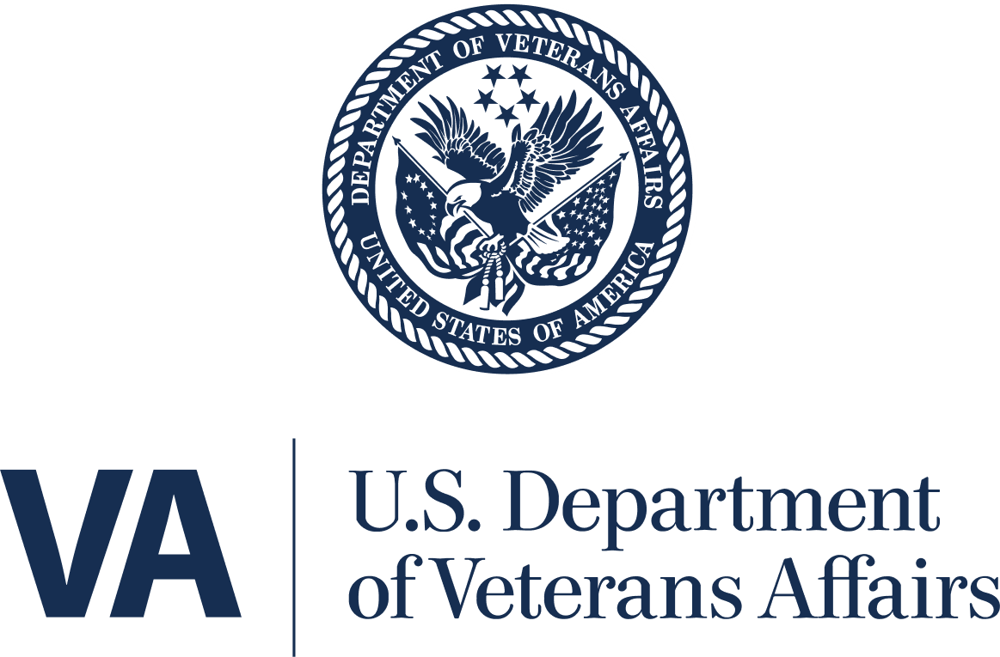 DEPARTMENT OF VETERANS AFFAIRS
UNITED STATES OF AMERICA
VA
U.S. Department
of Veterans Affairs